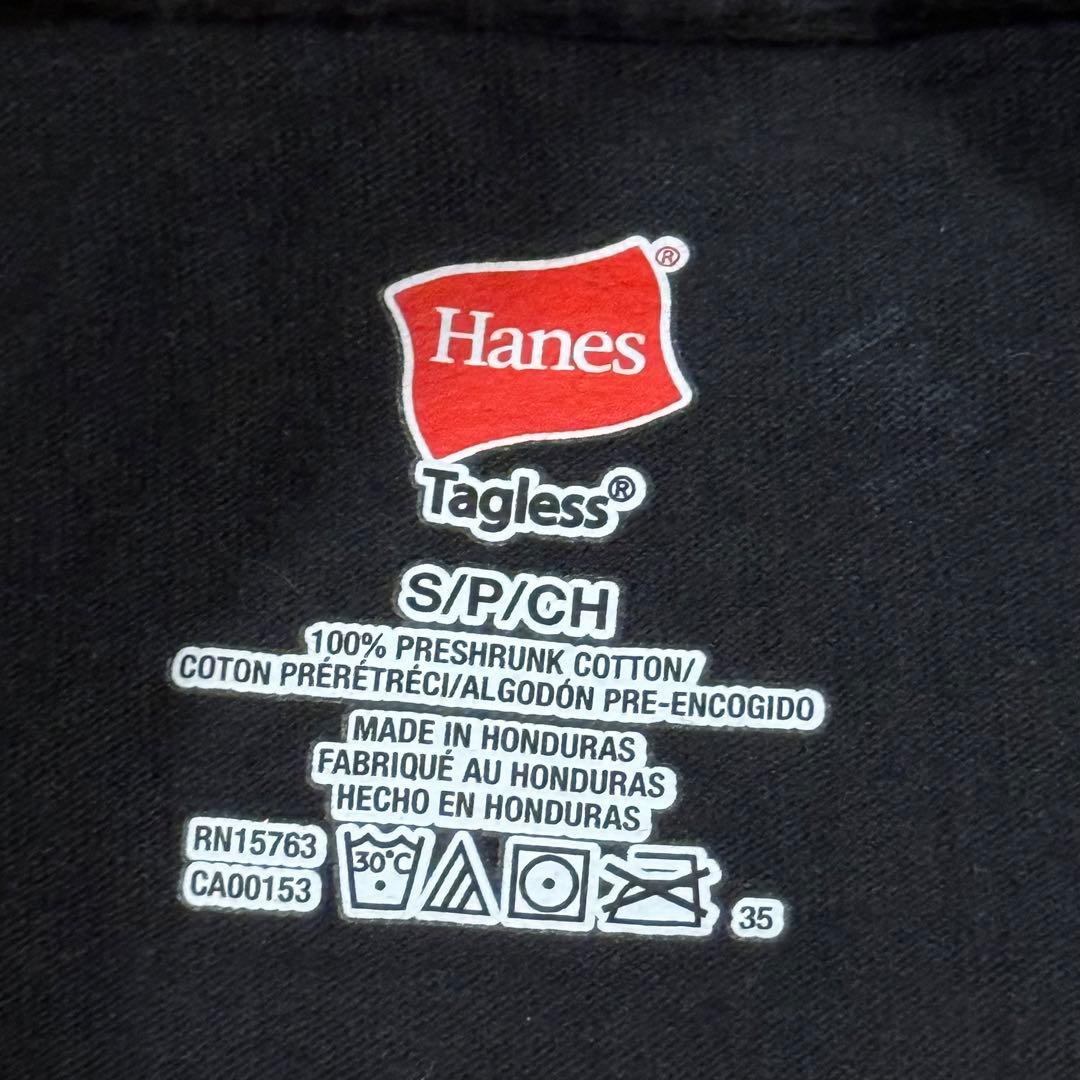 Hanes®
Tagless®
S/P/CH
100% PRESHRUNK COTTON/
COTON PRÉRÉTRÉCI/ALGODÓN PRE-ENCOGIDO
MADE IN HONDURAS
FABRIQUÉ AU HONDURAS
HECHO EN HONDURAS
RN15763
CA00153
30°C
35